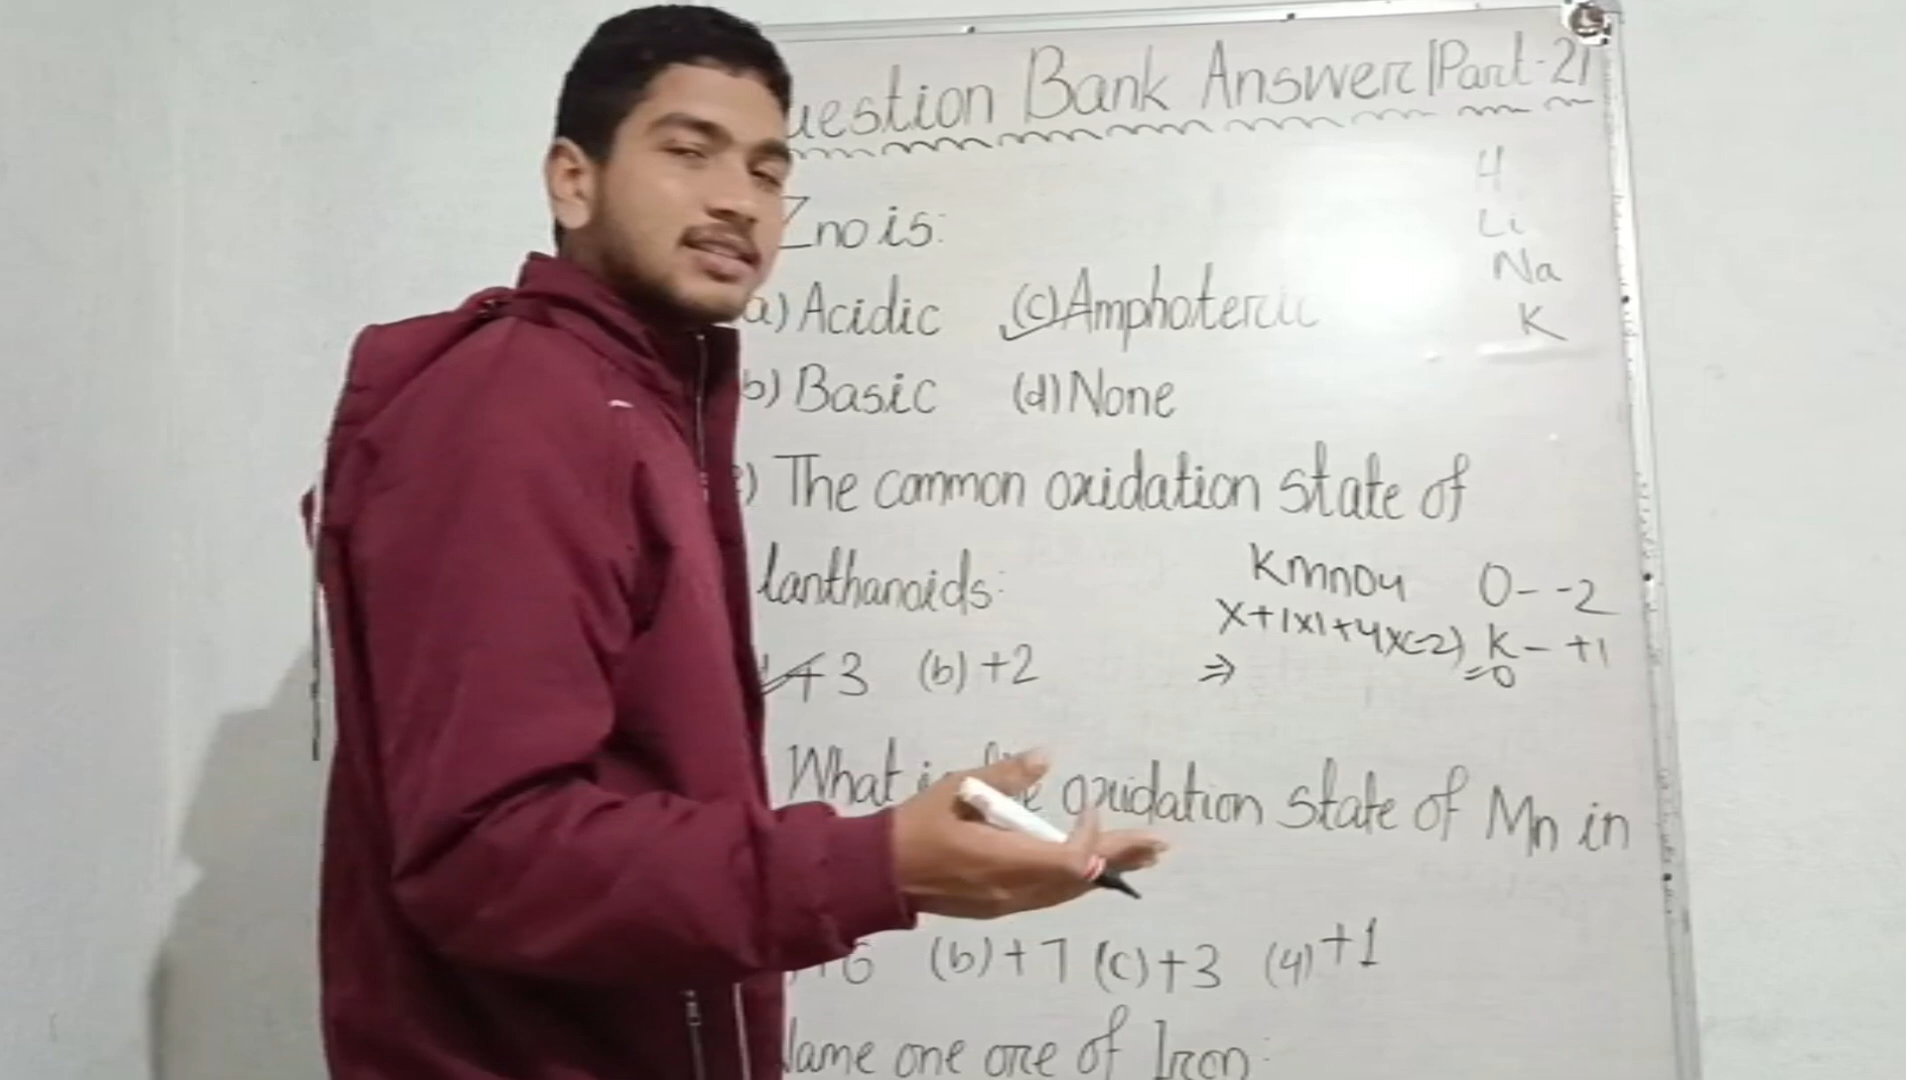 uestion Bank Answer (Part-2)
H
Li
Na
K
Zno is:
a) Acidic (c) Amphoteric
b) Basic (d) None
) The common oxidation state of
lanthanoids:
KmnO4 O- -2
X+1x1+4x(-2) K- +1
=0
⇒
+3 (b) +2
What oxidation state of Mn in
+6 (b) +7 (c) +3 (4) +1
Name one ore of Iron: